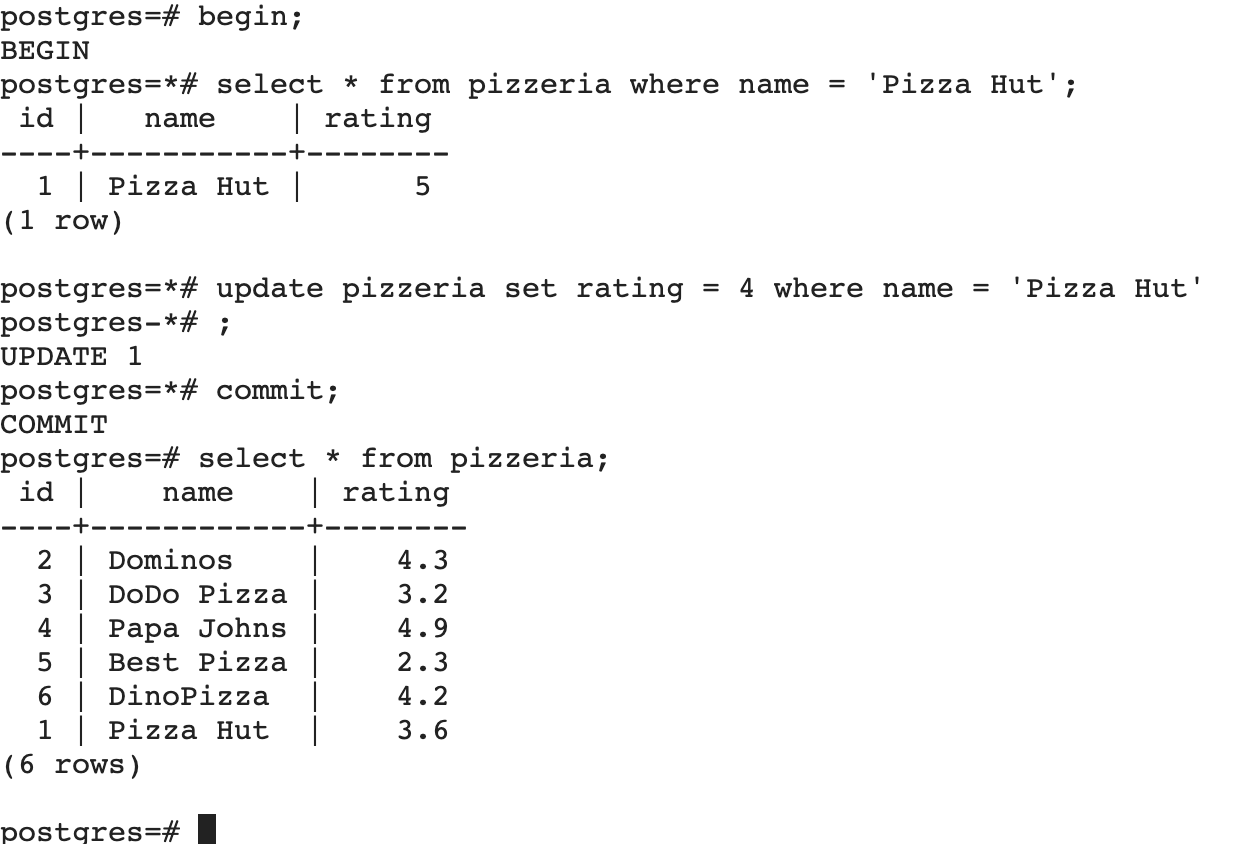 postgres=# begin;
BEGIN
postgres=*# select * from pizzeria where name = 'Pizza Hut';
 id |   name    | rating
----+-----------+--------
  1 | Pizza Hut |      5
(1 row)

postgres=*# update pizzeria set rating = 4 where name = 'Pizza Hut'
postgres-*# ;
UPDATE 1
postgres=*# commit;
COMMIT
postgres=# select * from pizzeria;
 id |    name    | rating
----+------------+--------
  2 | Dominos    |    4.3
  3 | DoDo Pizza |    3.2
  4 | Papa Johns |    4.9
  5 | Best Pizza |    2.3
  6 | DinoPizza  |    4.2
  1 | Pizza Hut  |    3.6
(6 rows)

postgres=#